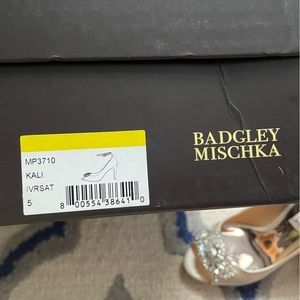 MP3710
KALI
IVRSAT
5
8 00554 38641 0
BADGLEY
MISCHKA